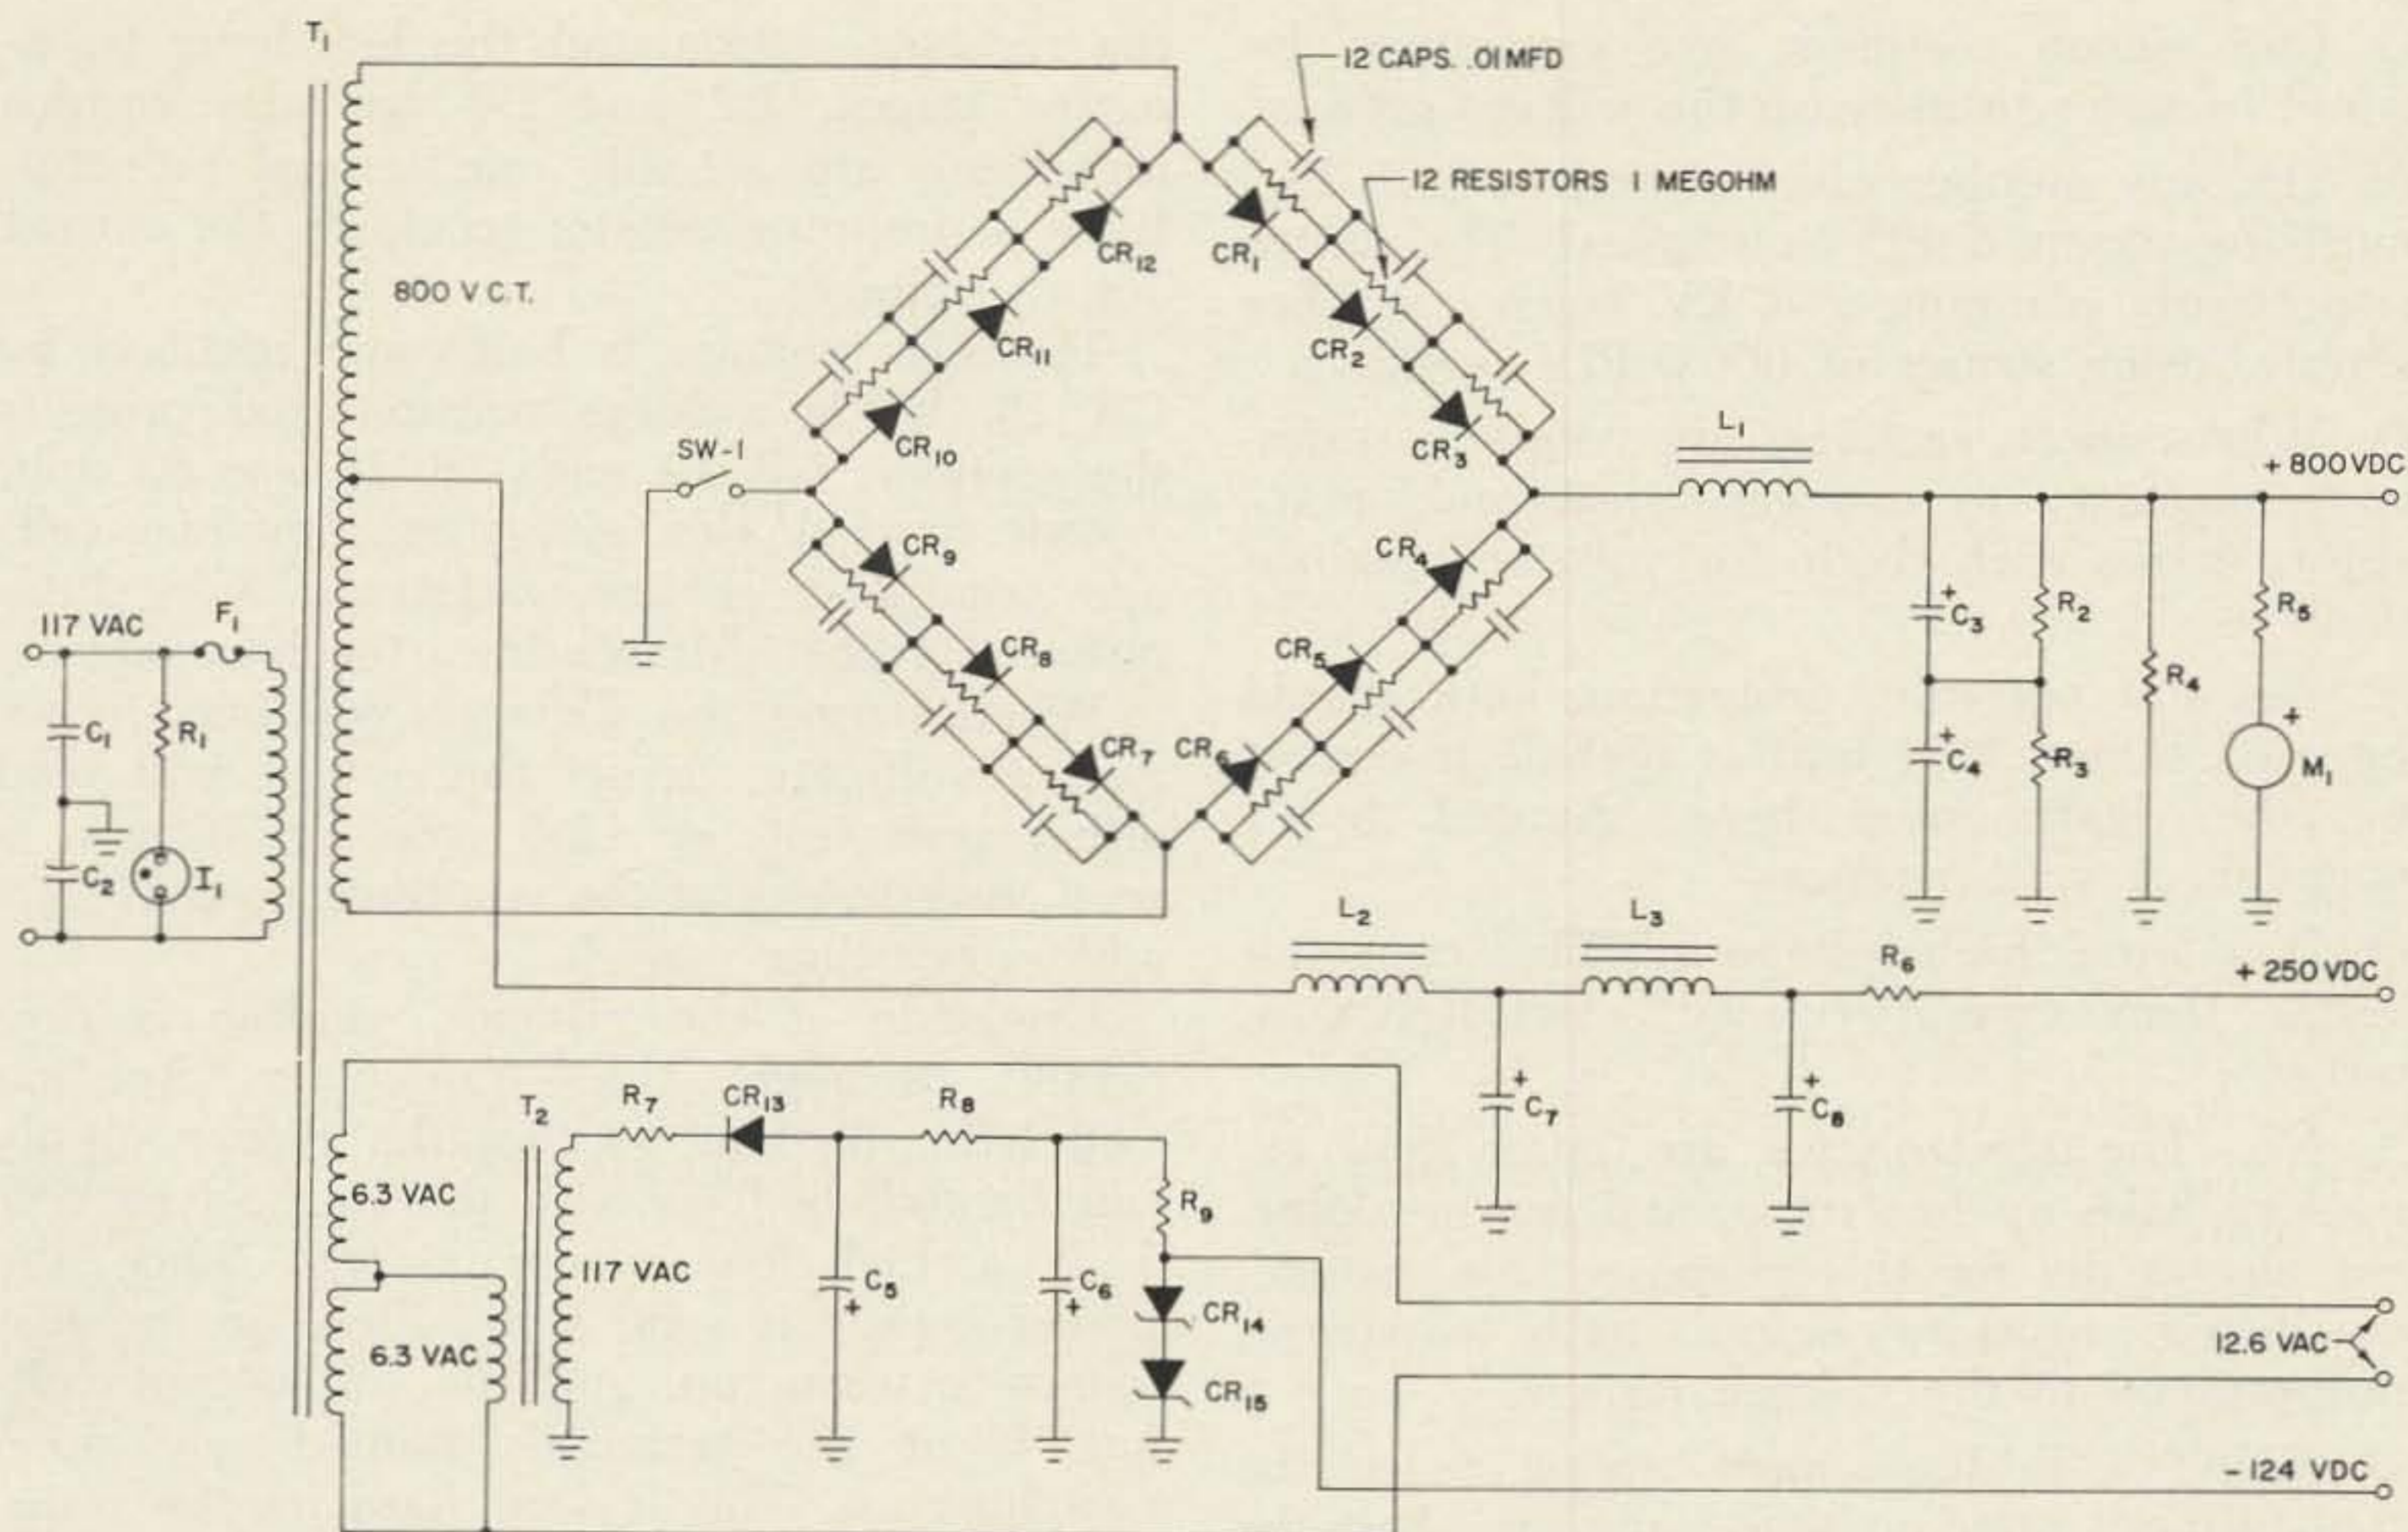 T1
12 CAPS. .01 MFD
12 RESISTORS 1 MEGOHM
800 V C.T.
CR12
CR1
CR11
CR2
CR10
CR3
SW-1
L1
+ 800 VDC
CR9
CR4
CR8
CR5
CR7
CR6
117 VAC
F1
C1
R1
C2
I1
+
C3
R2
+
C4
R3
R4
R5
+
M1
L2
L3
R6
+ 250 VDC
+
C7
+
C8
T2
R7
CR13
R8
R9
6.3 VAC
117 VAC
C5
+
C6
+
CR14
6.3 VAC
CR15
12.6 VAC
- 124 VDC